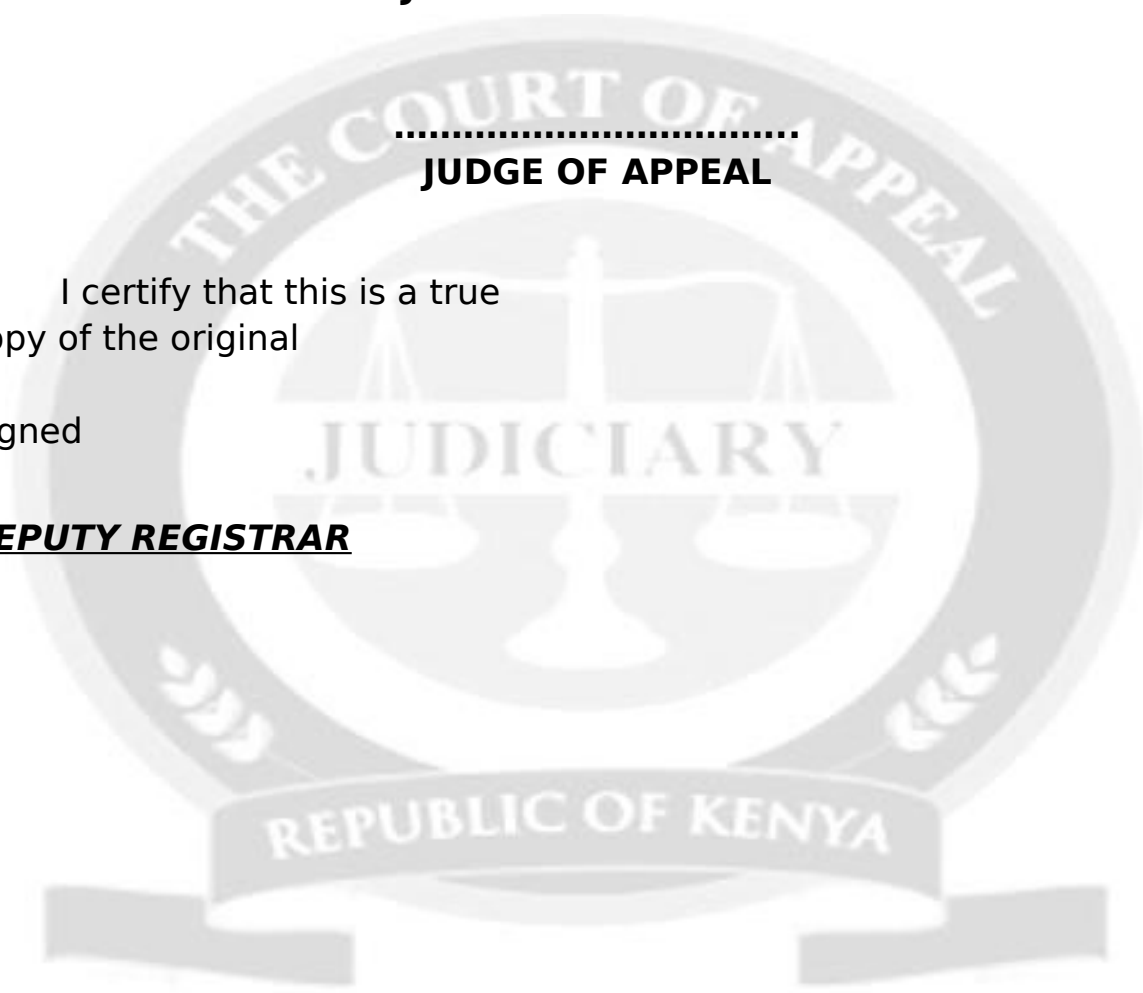 THE COURT OF APPEAL
....................................
JUDGE OF APPEAL
I certify that this is a true
opy of the original
gned
JUDICIARY
EPUTY REGISTRAR
REPUBLIC OF KENYA